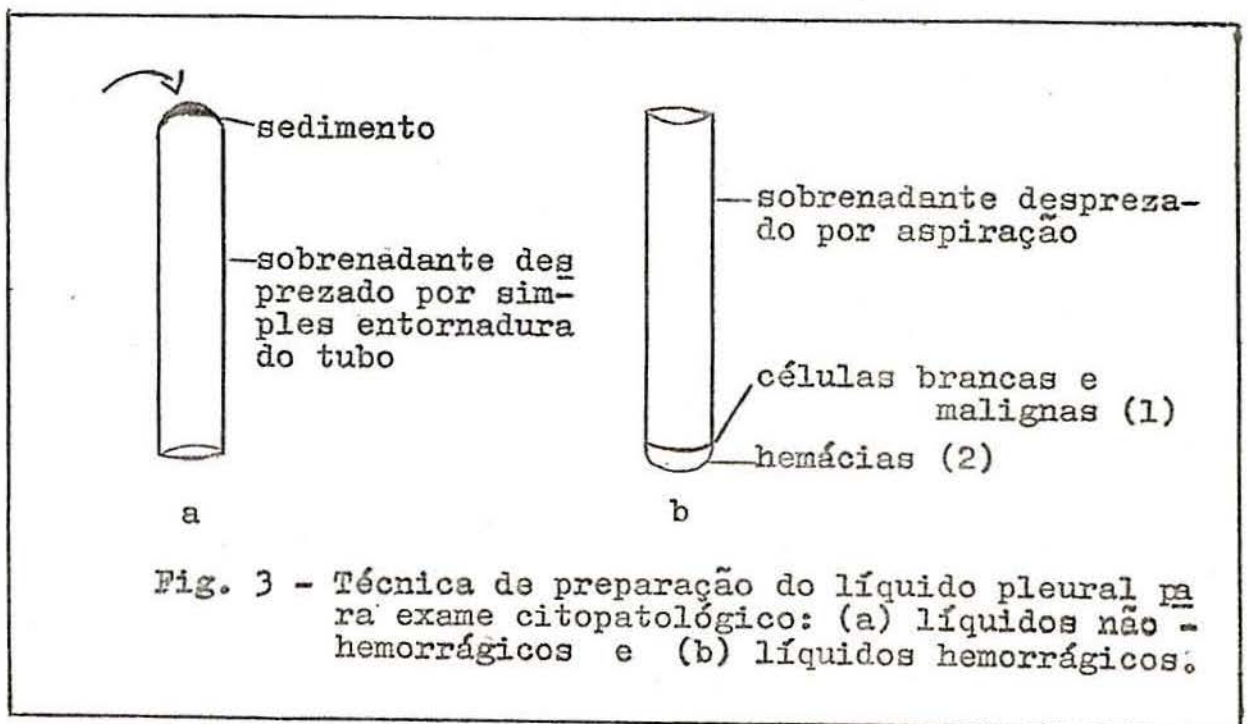 sedimento
sobrenadante des
prezado por sim-
ples entornadura
do tubo
a
sobrenadante despreza-
do por aspiração
células brancas e
malignas (1)
hemácias (2)
b
Fig. 3 - Técnica de preparação do líquido pleural pa
ra exame citopatológico: (a) líquidos não -
hemorrágicos e (b) líquidos hemorrágicos.